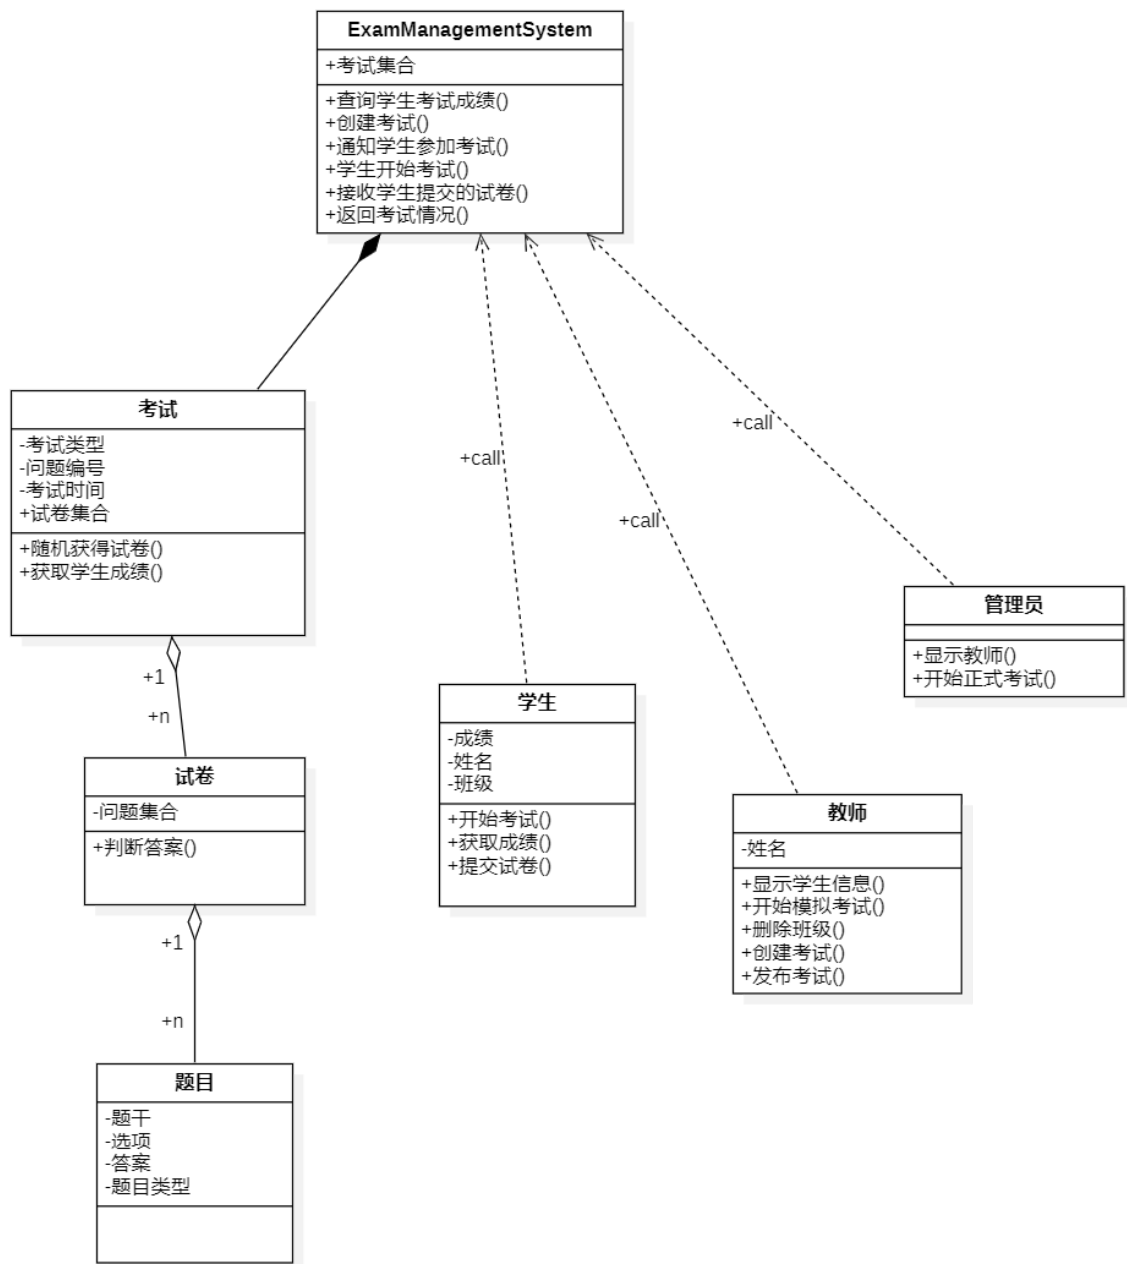 ExamManagementSystem
+考试集合
+查询学生考试成绩()
+创建考试()
+通知学生参加考试()
+学生开始考试()
+接收学生提交的试卷()
+返回考试情况()
考试
-考试类型
-问题编号
-考试时间
+试卷集合
+随机获得试卷()
+获取学生成绩()
+call
+call
+call
管理员
+显示教师()
+开始正式考试()
+1
+n
试卷
-问题集合
+判断答案()
学生
-成绩
-姓名
-班级
+开始考试()
+获取成绩()
+提交试卷()
教师
-姓名
+显示学生信息()
+开始模拟考试()
+删除班级()
+创建考试()
+发布考试()
+1
+n
题目
-题干
-选项
-答案
-题目类型